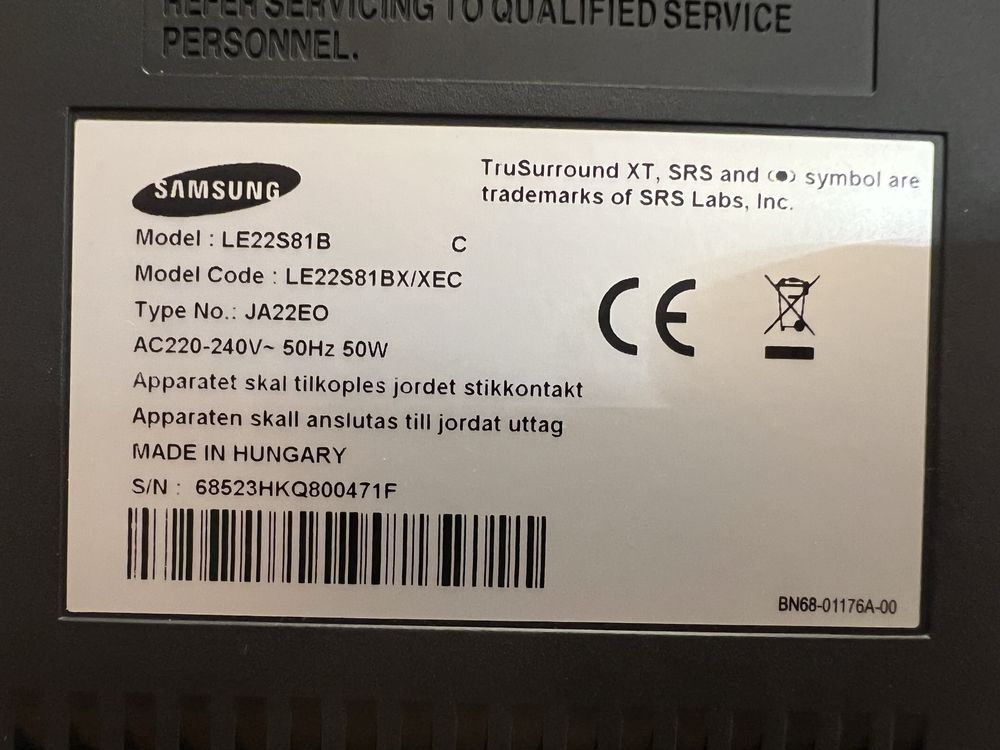 REFER SERVICING TO QUALIFIED SERVICE
PERSONNEL.
SAMSUNG
TruSurround XT, SRS and (●) symbol are
trademarks of SRS Labs, Inc.
Model : LE22S81B C
Model Code : LE22S81BX/XEC
Type No.: JA22EO
AC220-240V~ 50Hz 50W
Apparatet skal tilkoples jordet stikkontakt
Apparaten skall anslutas till jordat uttag
MADE IN HUNGARY
S/N : 68523HKQ800471F
CE
BN68-01176A-00